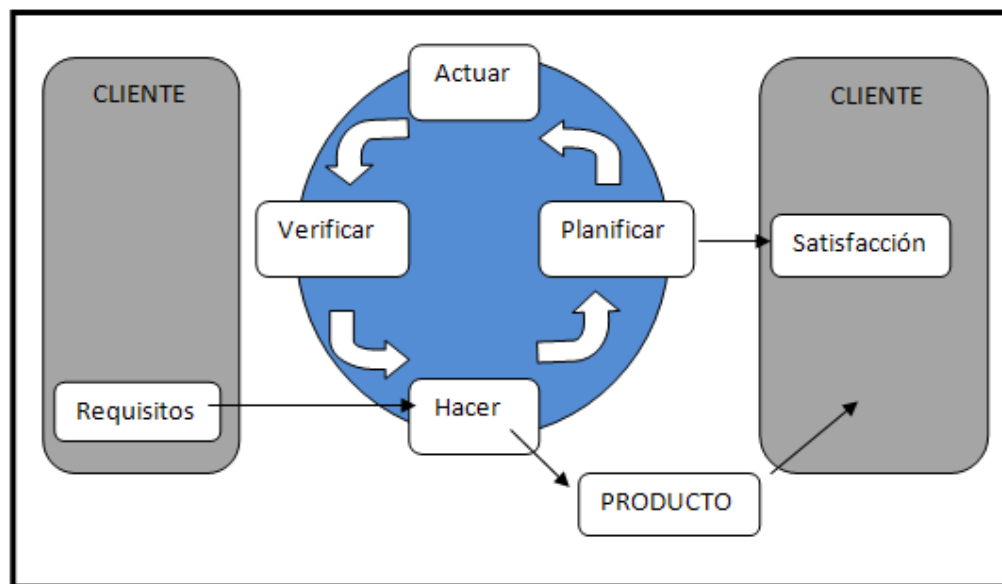 CLIENTE
Actuar
CLIENTE
Verificar
Planificar
Satisfacción
Requisitos
Hacer
PRODUCTO